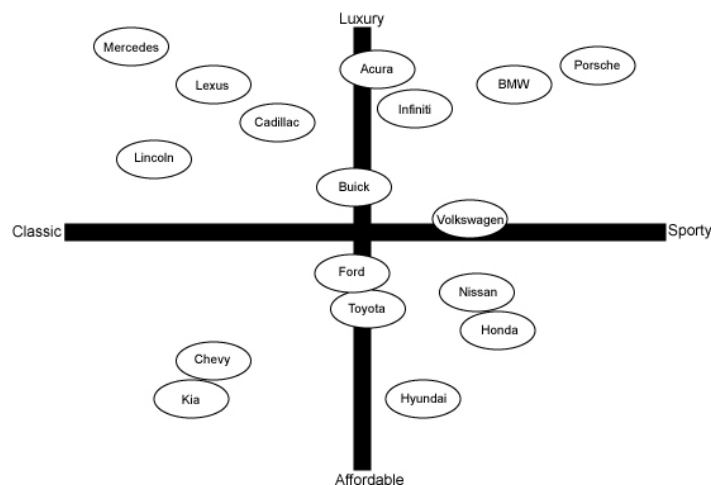 Luxury
Mercedes
Acura
Porsche
Lexus
BMW
Infiniti
Cadillac
Lincoln
Buick
Volkswagen
Classic
Sporty
Ford
Nissan
Toyota
Honda
Chevy
Kia
Hyundai
Affordable